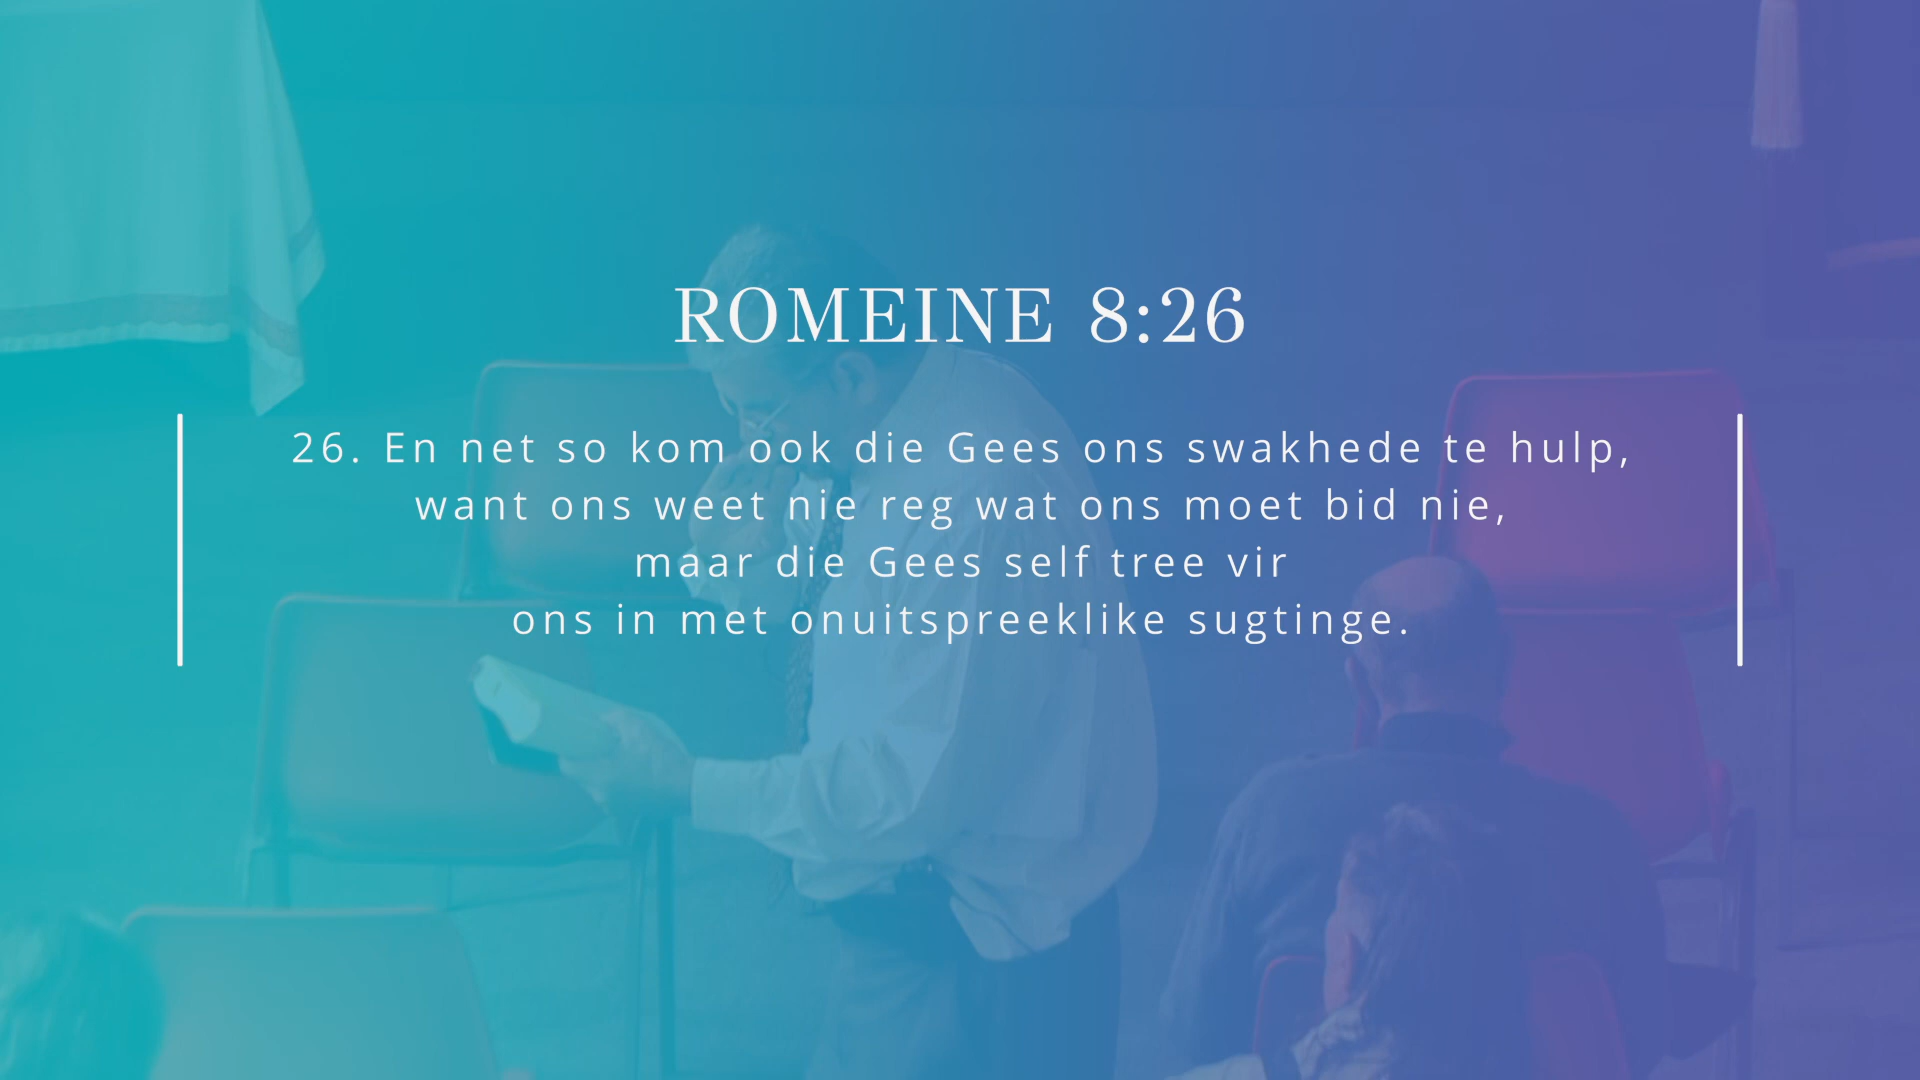 ROMEINE 8:26
26. En net so kom ook die Gees ons swakhede te hulp,
want ons weet nie reg wat ons moet bid nie,
maar die Gees self tree vir
ons in met onuitspreeklike sugtinge.